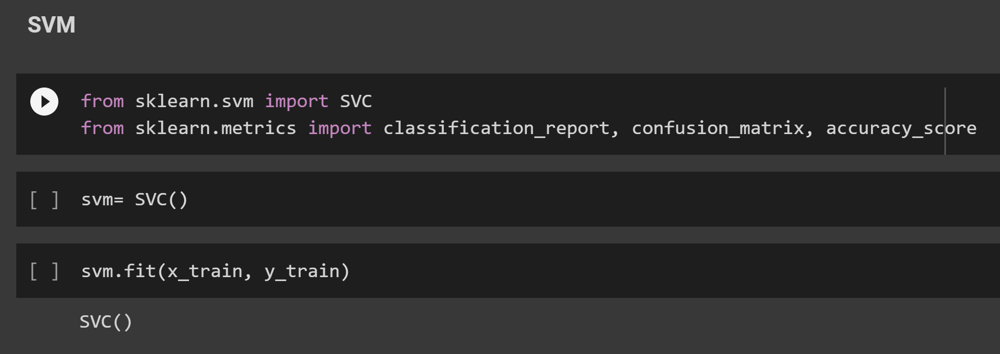 SVM
from sklearn.svm import SVC
from sklearn.metrics import classification_report, confusion_matrix, accuracy_score
[ ] svm= SVC()
[ ] svm.fit(x_train, y_train)
SVC()